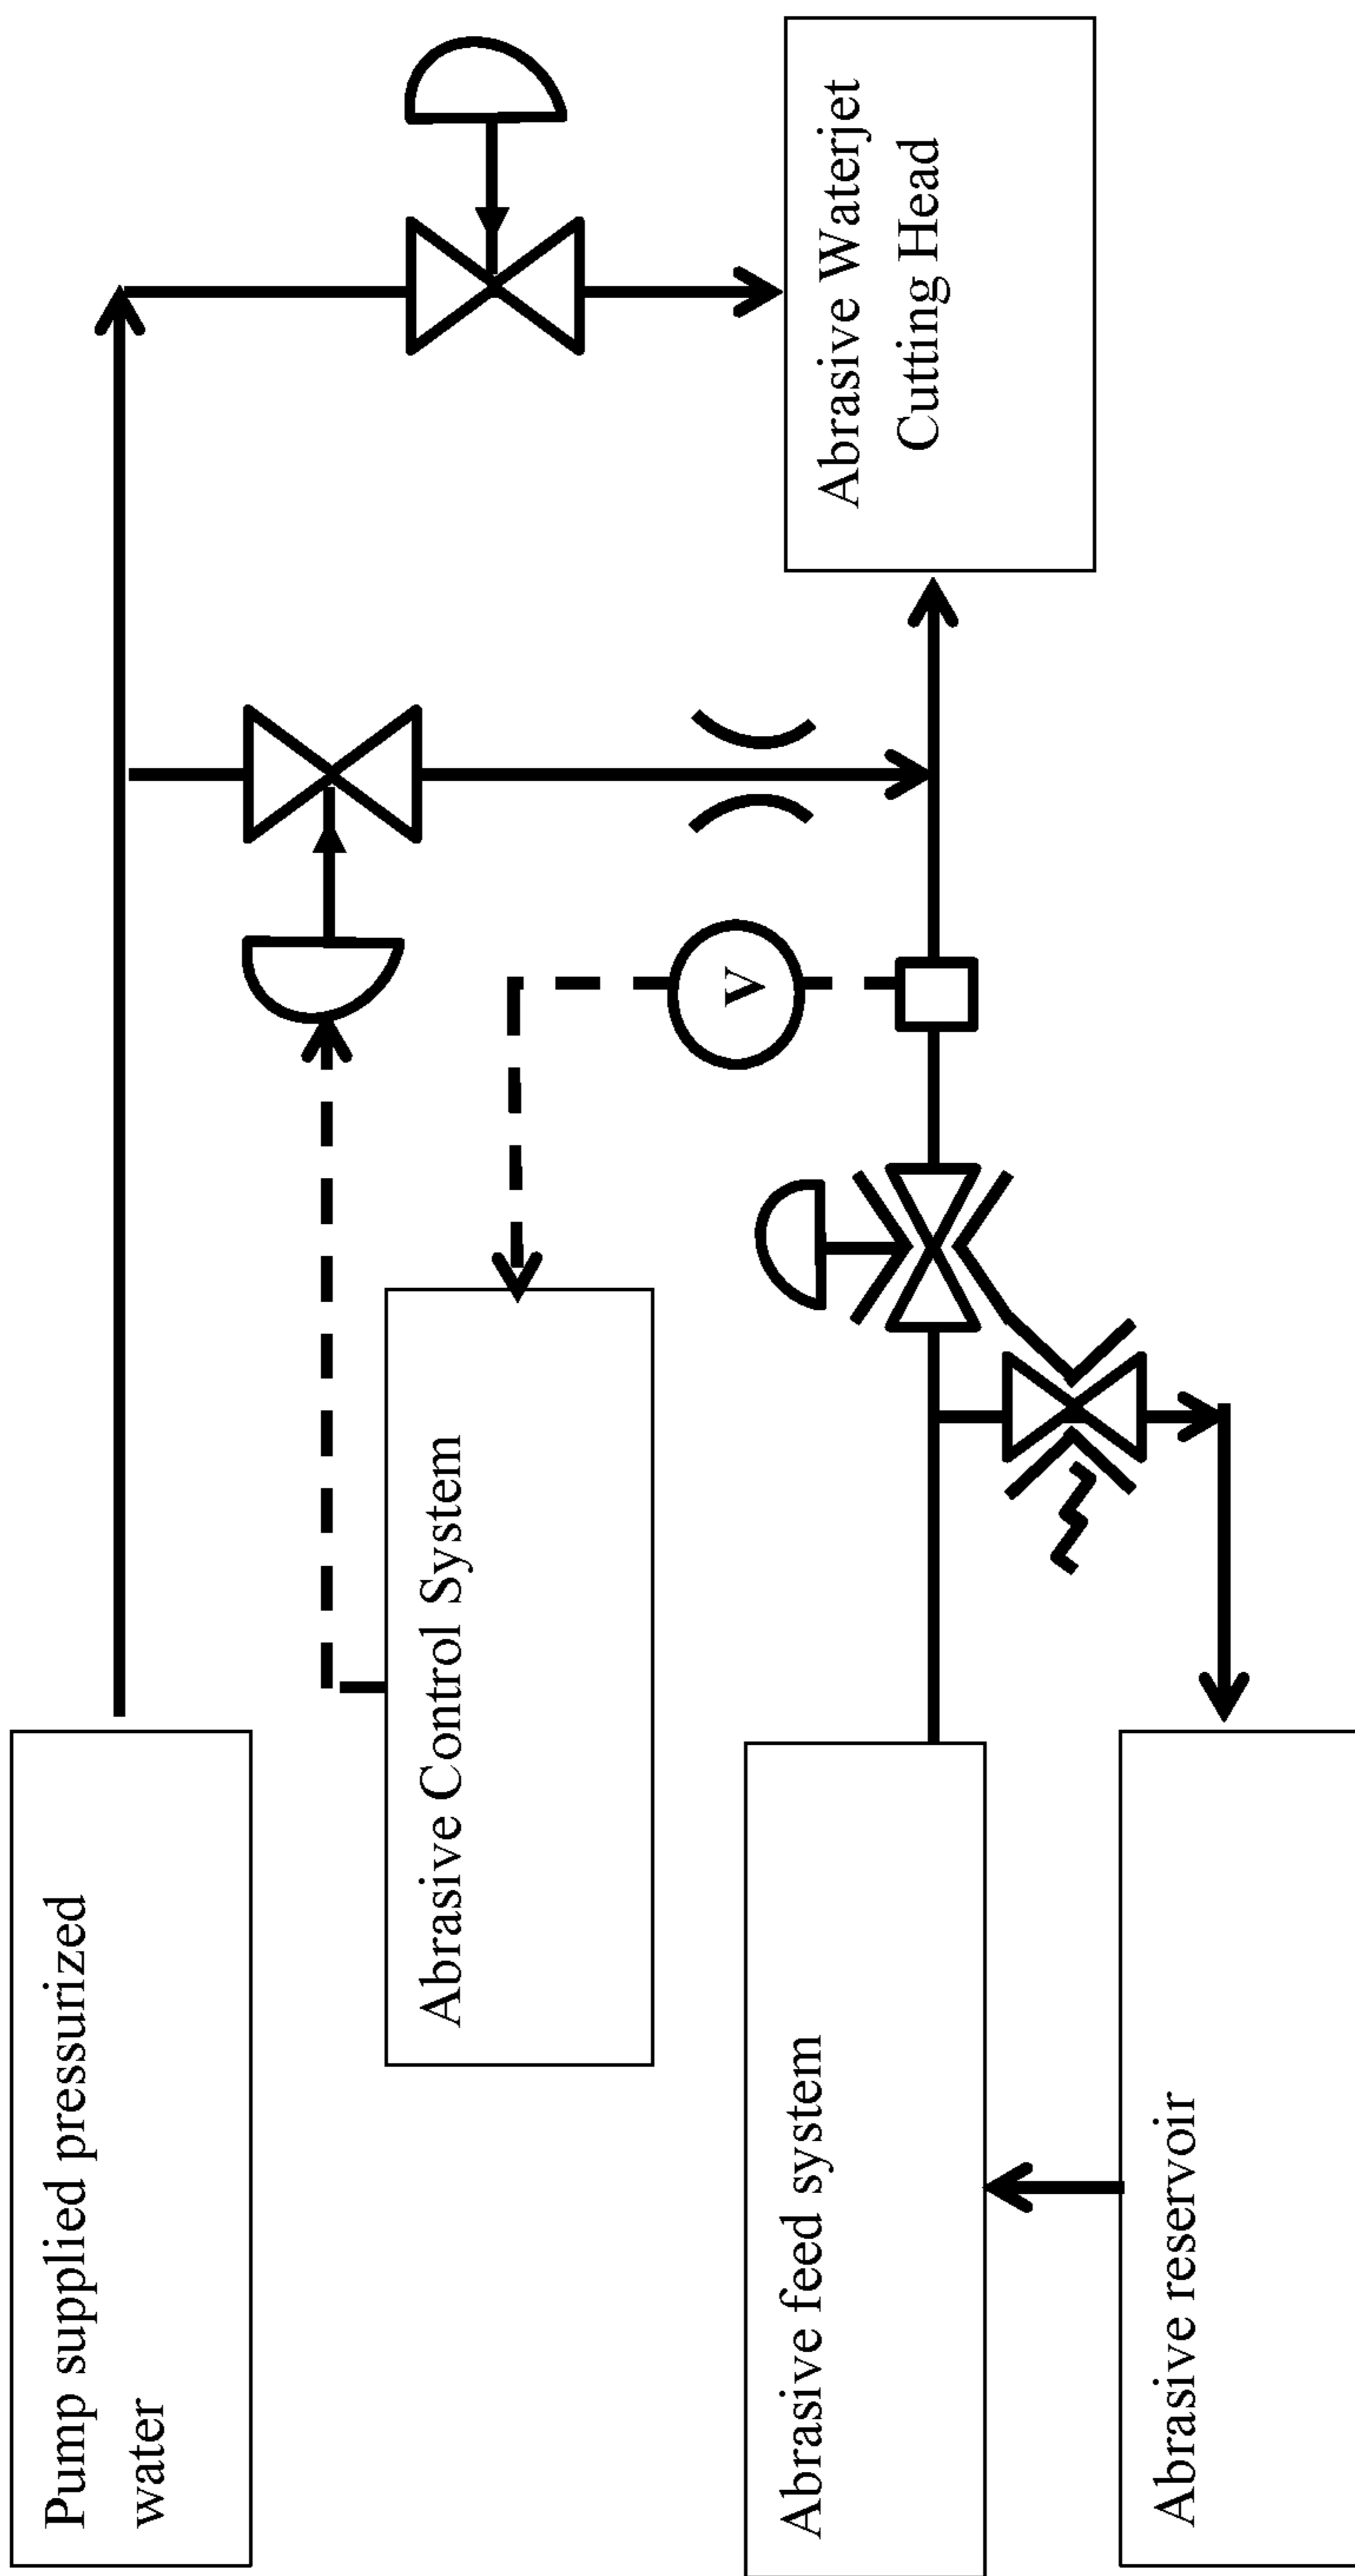 Pump supplied pressurized
water
Abrasive Control System
V
Abrasive Waterjet
Cutting Head
Abrasive feed system
Abrasive reservoir